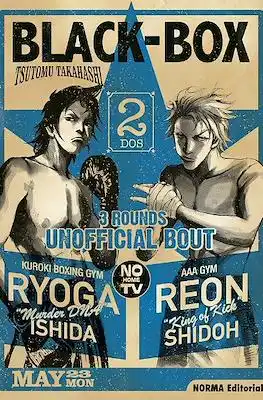 BLACK-BOX
TSUTOMU TAKAHASHI
2
DOS
3 ROUNDS
UNOFFICIAL BOUT
KUROKI BOXING GYM
RYOGA
"Murder DNA"
ISHIDA
NO
HOME
TV
AAA GYM
REON
"King of Kick"
SHIDOH
MAY 23
MON
NORMA Editorial